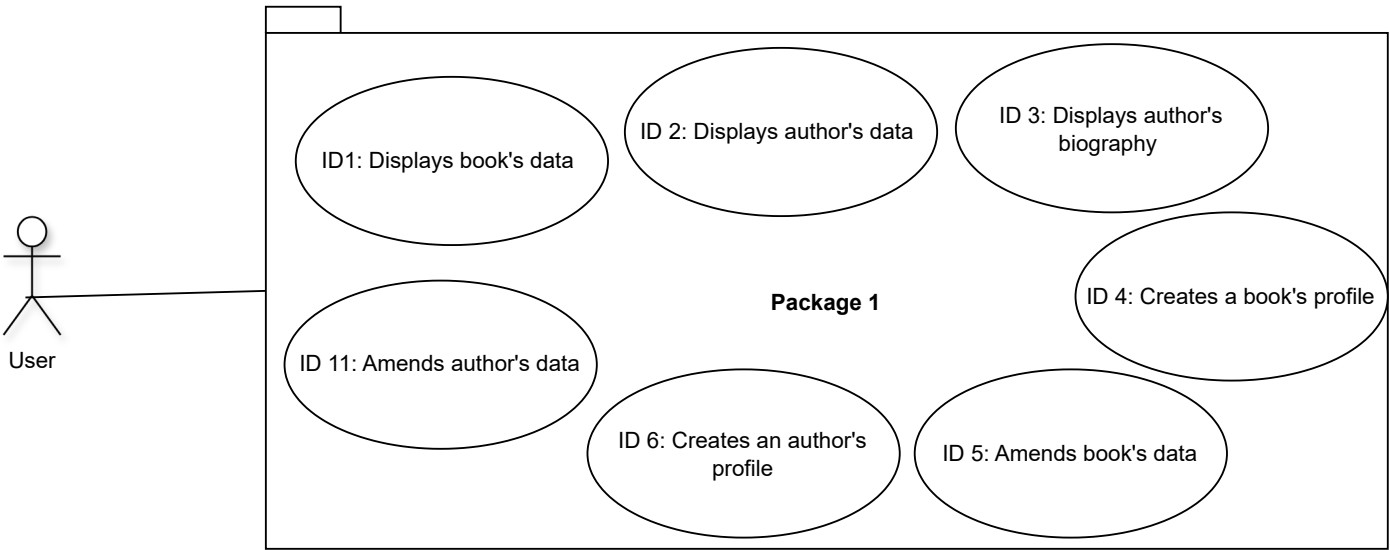 ID1: Displays book's data
ID 2: Displays author's data
ID 3: Displays author's
biography
Package 1
ID 4: Creates a book's profile
User
ID 11: Amends author's data
ID 6: Creates an author's
profile
ID 5: Amends book's data